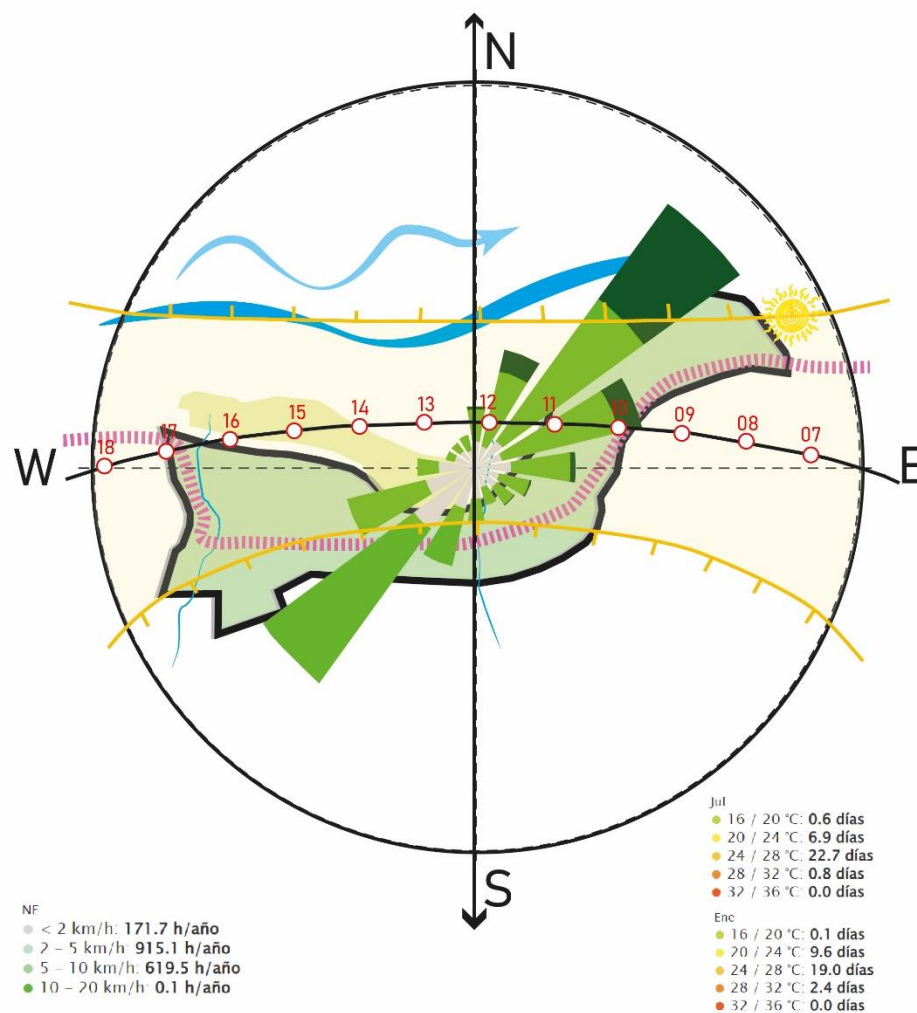 N
12
13
11
14
10
15
09
16
08
17
07
18
W
E
S
Jul
16 / 20 °C: 0.6 días
20 / 24 °C: 6.9 días
24 / 28 °C: 22.7 días
28 / 32 °C: 0.8 días
32 / 36 °C: 0.0 días
NE
< 2 km/h: 171.7 h/año
2 – 5 km/h: 915.1 h/año
5 – 10 km/h: 619.5 h/año
10 – 20 km/h: 0.1 h/año
Ene
16 / 20 °C: 0.1 días
20 / 24 °C: 9.6 días
24 / 28 °C: 19.0 días
28 / 32 °C: 2.4 días
32 / 36 °C: 0.0 días